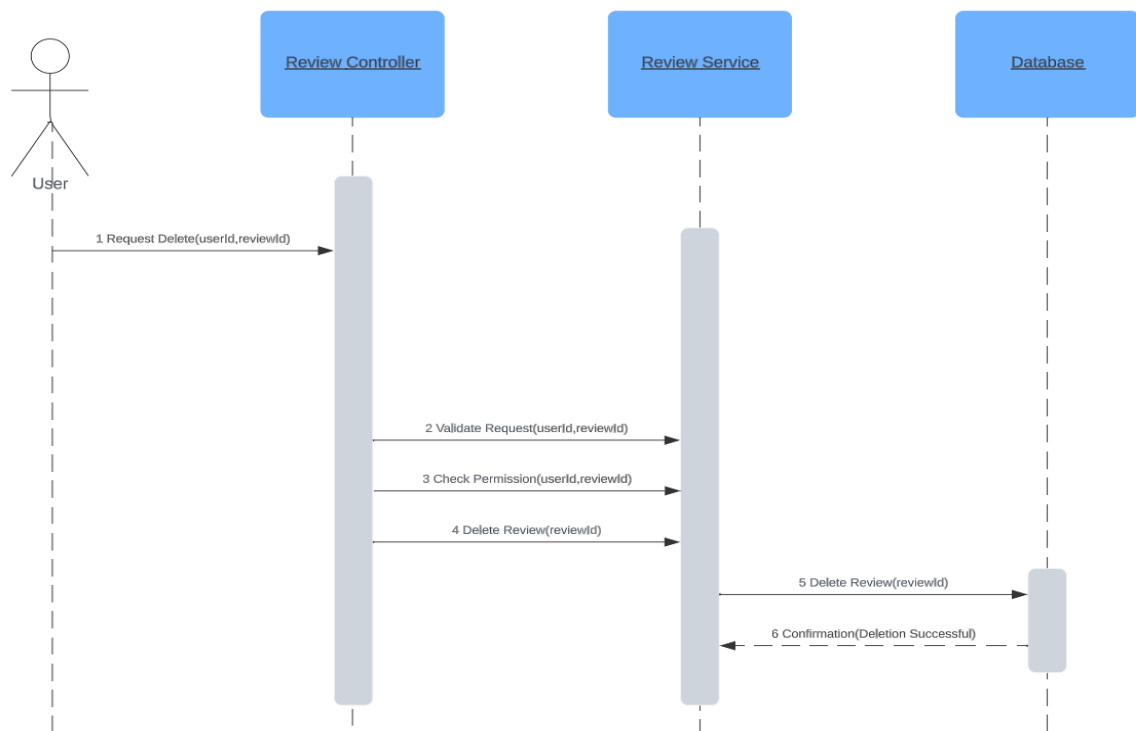 Review Controller
Review Service
Database
User
1 Request Delete(userId,reviewId)
2 Validate Request(userId,reviewId)
3 Check Permission(userId,reviewId)
4 Delete Review(reviewId)
5 Delete Review(reviewId)
6 Confirmation(Deletion Successful)